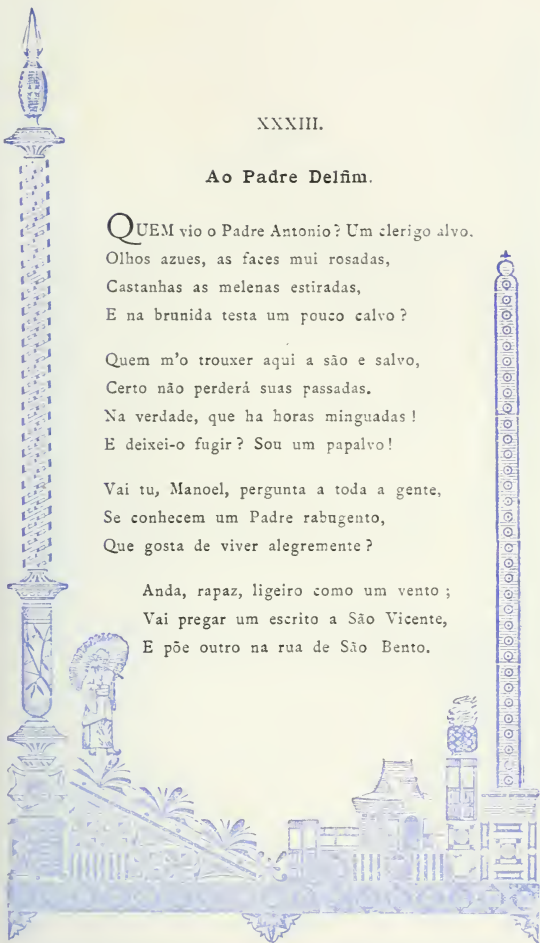 XXXIII.
Ao Padre Delfim.
QUEM vio o Padre Antonio? Um clerigo alvo.
Olhos azues, as faces mui rosadas,
Castanhas as melenas estiradas,
E na brunida testa um pouco calvo?
Quem m'o trouxer aqui a são e salvo,
Certo não perderá suas passadas.
Na verdade, que ha horas minguadas!
E deixei-o fugir? Sou um papalvo!
Vai tu, Manoel, pergunta a toda a gente,
Se conhecem um Padre rabugento,
Que gosta de viver alegremente?
Anda, rapaz, ligeiro como um vento;
Vai pregar um escrito a São Vicente,
E põe outro na rua de São Bento.